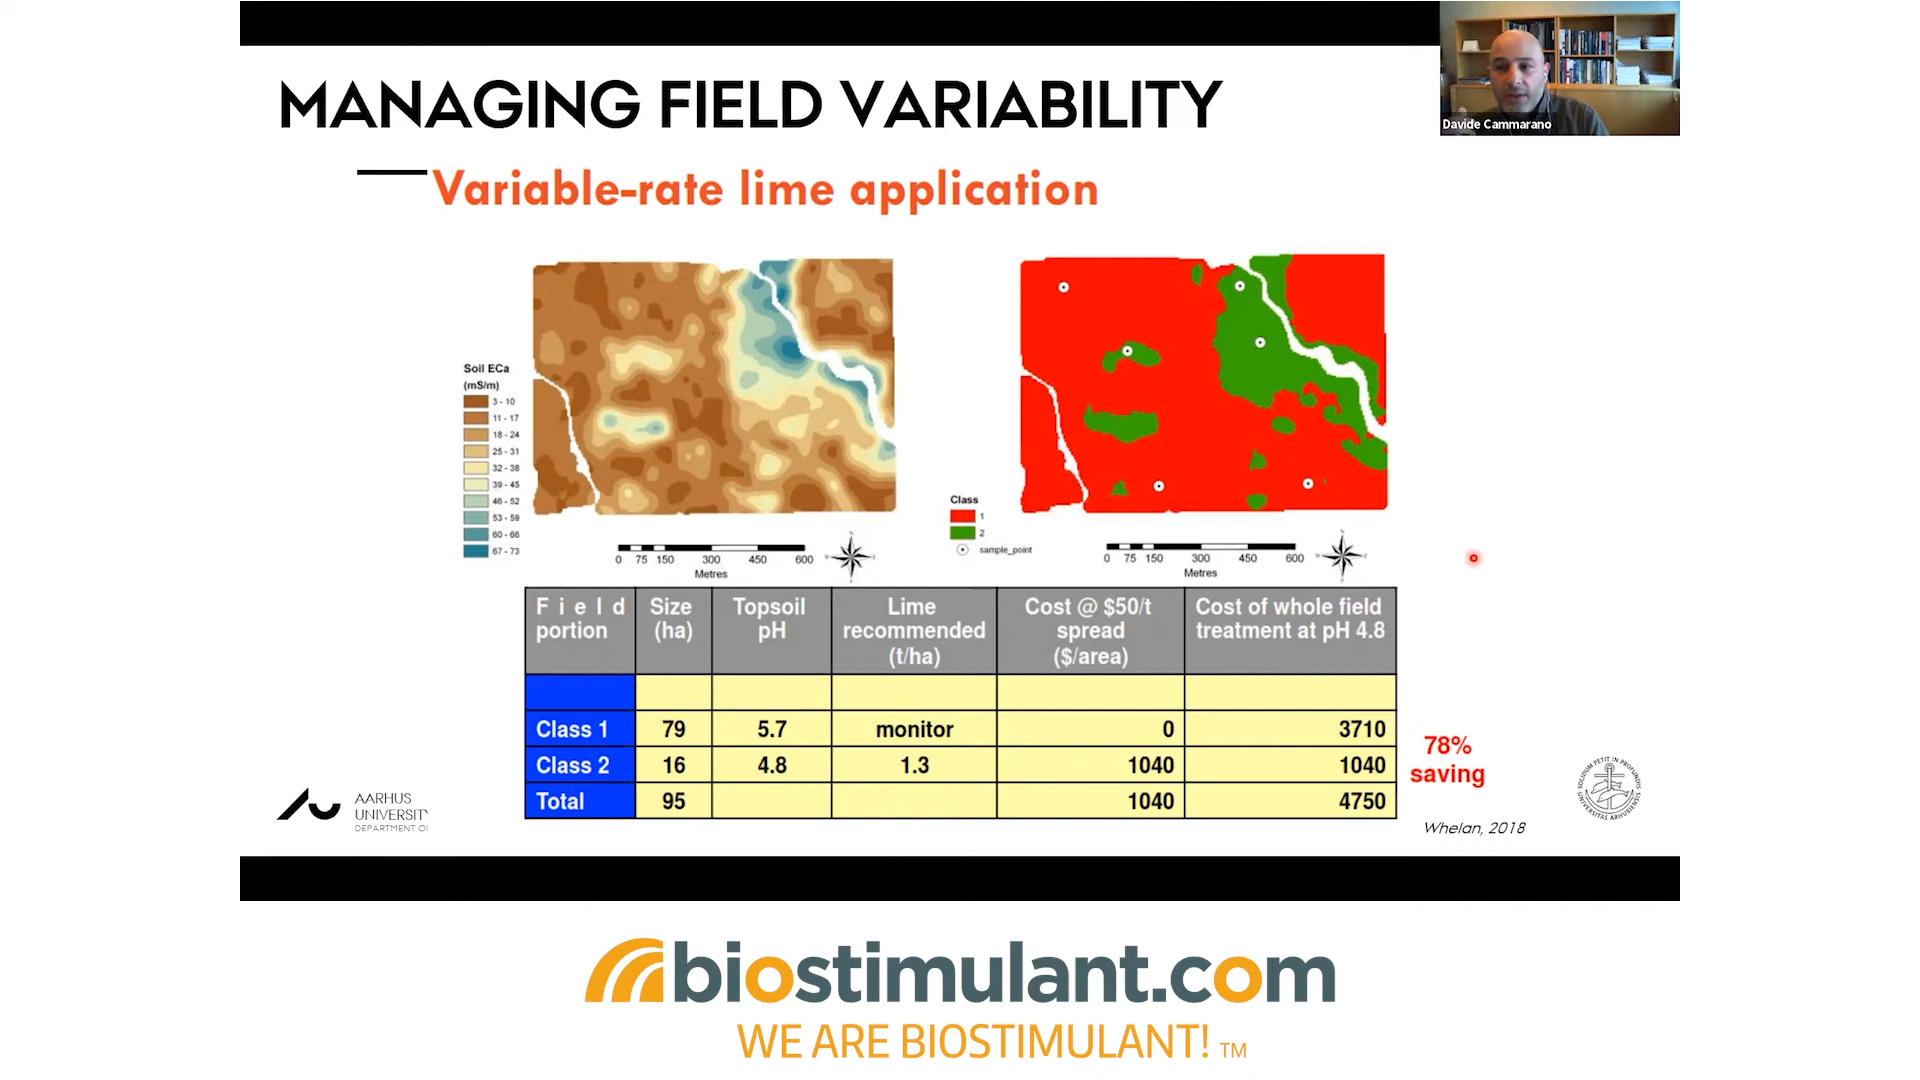 MANAGING FIELD VARIABILITY
Davide Cammarano
Variable-rate lime application
Soil ECa
(mS/m)
3 - 10
11 - 17
18 - 24
25 - 31
32 - 38
39 - 45
46 - 52
53 - 59
60 - 66
67 - 73
0 75 150 300 450 600
Metres
Class
1
2
sample_point
0 75 150 300 450 600
Metres
Field portion Size (ha) Topsoil pH Lime recommended (t/ha) Cost @ $50/t spread ($/area) Cost of whole field treatment at pH 4.8
Class 1 79 5.7 monitor 0 3710
Class 2 16 4.8 1.3 1040 1040
Total 95 1040 4750
78%
saving
Whelan, 2018
AARHUS
UNIVERSIT
DEPARTMENT OF
biostimulant.com
WE ARE BIOSTIMULANT! TM